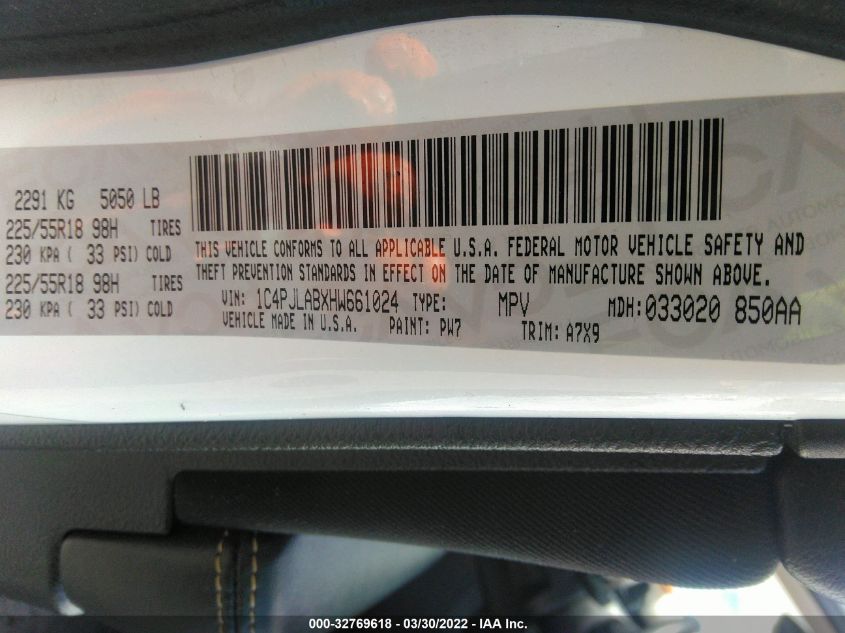 2291 KG 5050 LB
225/55R18 98H TIRES
230 KPA ( 33 PSI) COLD
225/55R18 98H TIRES
230 KPA ( 33 PSI) COLD
THIS VEHICLE CONFORMS TO ALL APPLICABLE U.S.A. FEDERAL MOTOR VEHICLE SAFETY AND
THEFT PREVENTION STANDARDS IN EFFECT ON THE DATE OF MANUFACTURE SHOWN ABOVE.
VIN: 1C4PJLABXHW661024 TYPE: MPV MDH: 033020 850AA
VEHICLE MADE IN U.S.A. PAINT: PW7 TRIM: A7X9
000-32769618 - 03/30/2022 - IAA Inc.